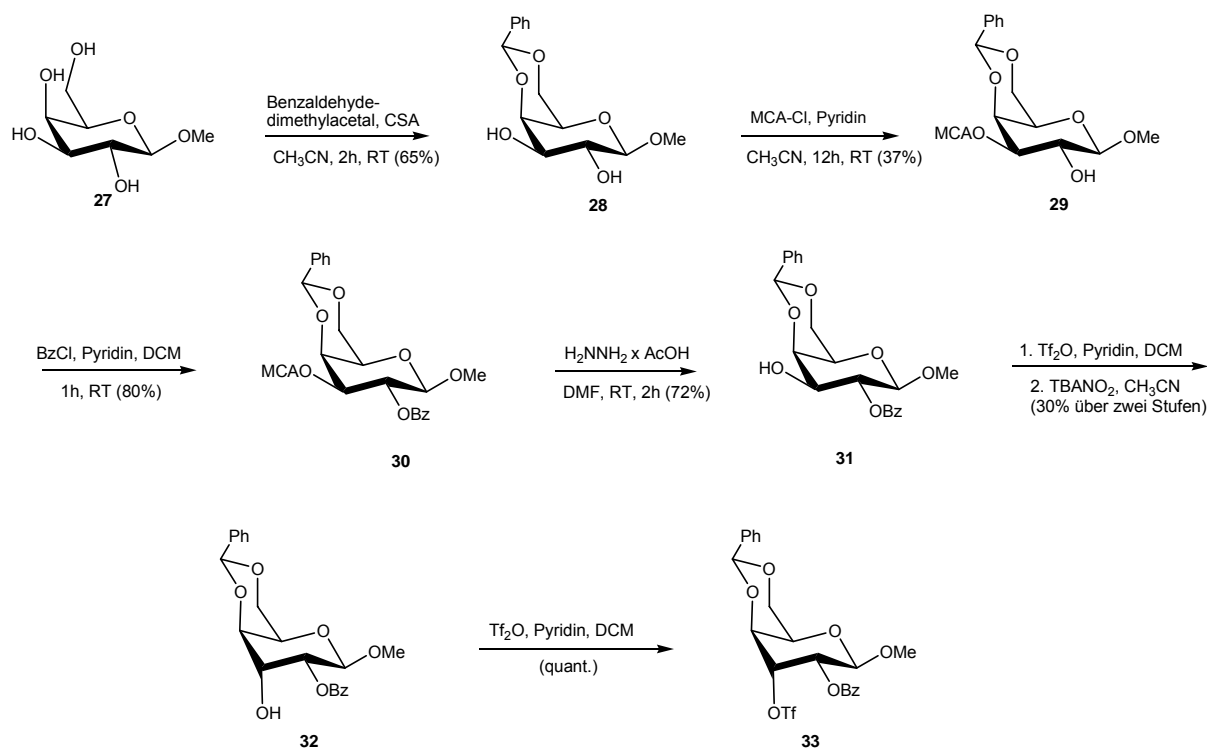 Ph
O
O
OH
OH
HO
O
OMe
OH
27
Benzaldehyde-
dimethylacetal, CSA
CH3CN, 2h, RT (65%)
O
HO
OMe
OH
28
MCA-Cl, Pyridin
CH3CN, 12h, RT (37%)
Ph
O
O
O
MCAO
OMe
OH
29
BzCl, Pyridin, DCM
1h, RT (80%)
Ph
O
O
O
MCAO
OMe
OBz
30
H2NNH2 x AcOH
DMF, RT, 2h (72%)
Ph
O
O
O
HO
OMe
OBz
31
1. Tf2O, Pyridin, DCM
2. TBANO2, CH3CN
(30% über zwei Stufen)
Ph
O
O
O
OMe
OBz
OH
32
Tf2O, Pyridin, DCM
(quant.)
Ph
O
O
O
OMe
OBz
OTf
33